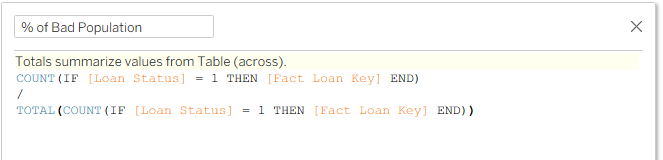 % of Bad Population
Totals summarize values from Table (across).
COUNT(IF [Loan Status] = 1 THEN [Fact Loan Key] END)
/
TOTAL(COUNT(IF [Loan Status] = 1 THEN [Fact Loan Key] END))